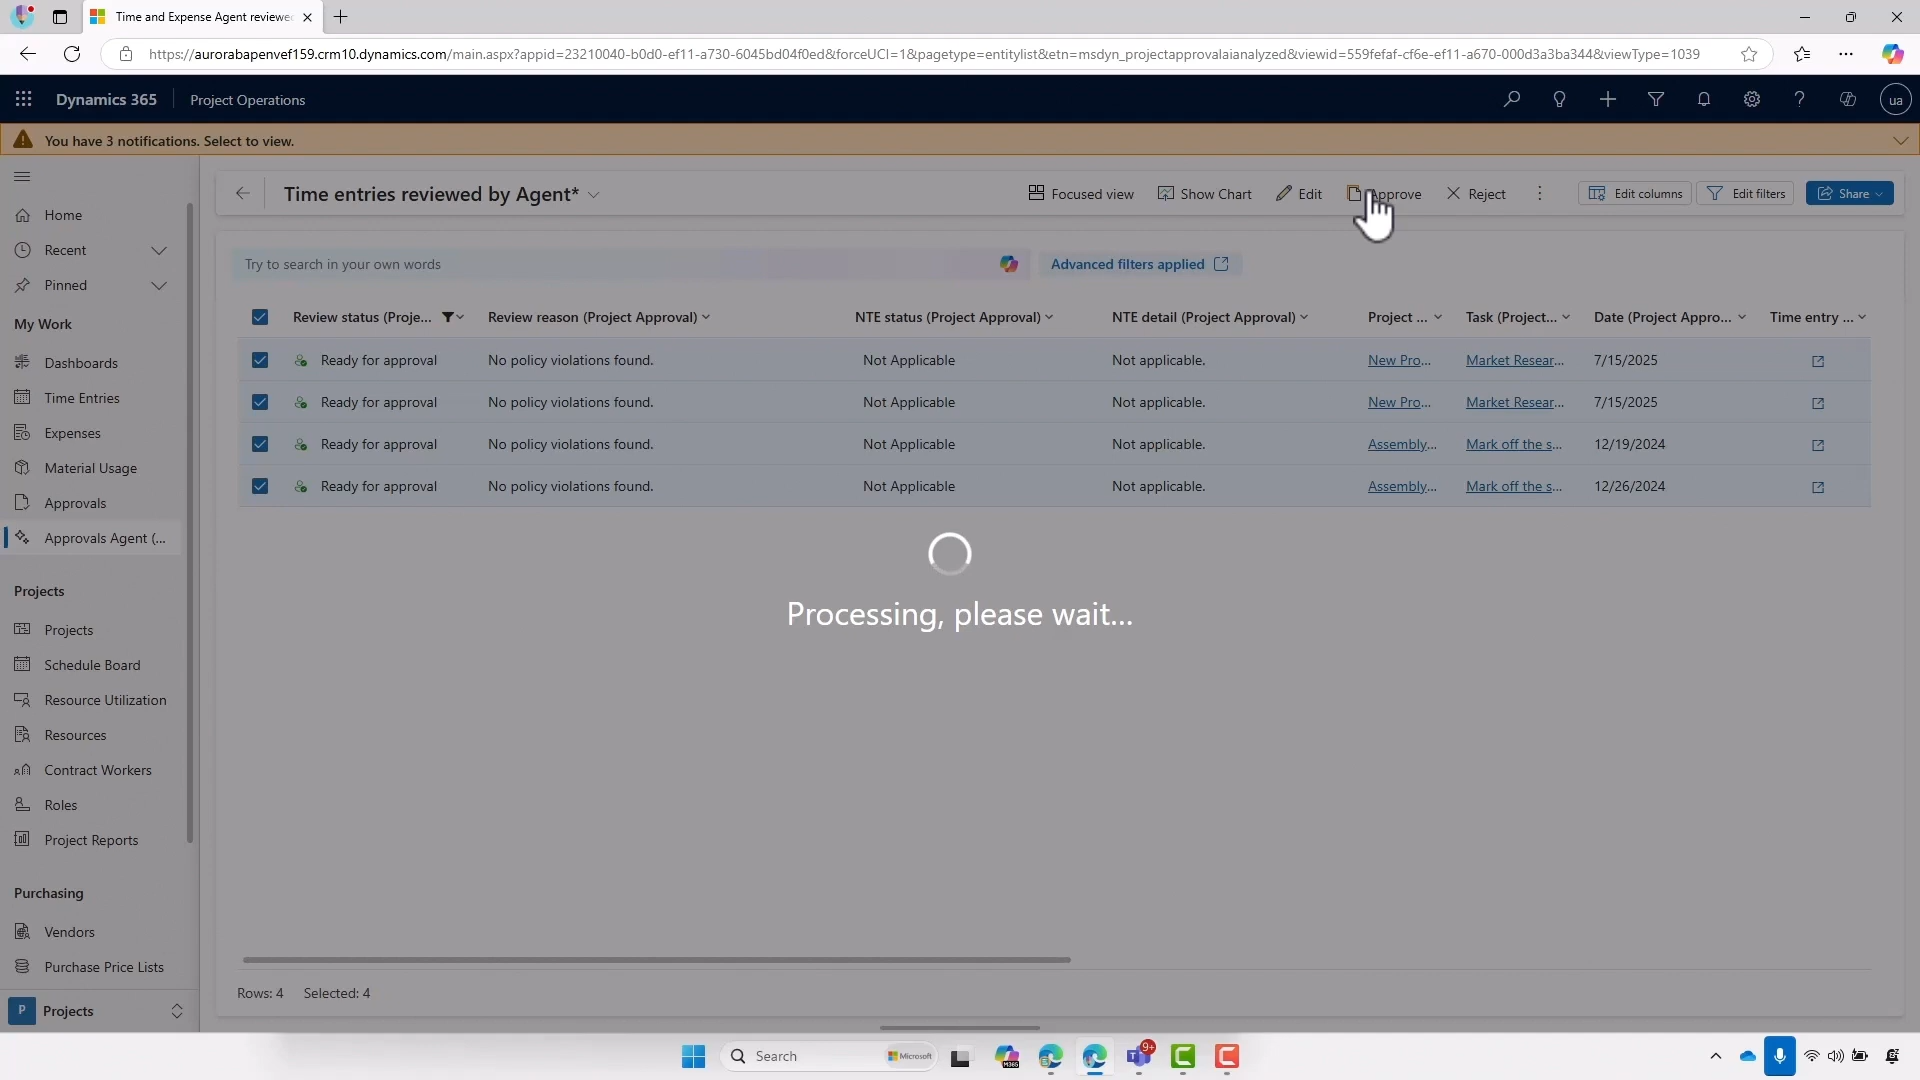 Time and Expense Agent reviewe
https://aurorabapenvef159.crm10.dynamics.com/main.aspx?appid=23210040-b0d0-ef11-a730-6045bd04f0ed&forceUCI=1&pagetype=entitylist&etn=msdyn_projectapprovalaianalyzed&viewid=559fefaf-cf6e-ef11-a670-000d3a3ba344&viewType=1039
Dynamics 365 Project Operations ua
You have 3 notifications. Select to view.
Time entries reviewed by Agent* Focused view Show Chart Edit Approve Reject Edit columns Edit filters Share
Home
Recent
Pinned
My Work
Dashboards
Time Entries
Expenses
Material Usage
Approvals
Approvals Agent (...
Projects
Projects
Schedule Board
Resource Utilization
Resources
Contract Workers
Roles
Project Reports
Purchasing
Vendors
Purchase Price Lists
P Projects
Try to search in your own words Advanced filters applied
Review status (Proje... Review reason (Project Approval) NTE status (Project Approval) NTE detail (Project Approval) Project ... Task (Project... Date (Project Appro... Time entry ...
Ready for approval No policy violations found. Not Applicable Not applicable. New Pro... Market Resear... 7/15/2025
Ready for approval No policy violations found. Not Applicable Not applicable. New Pro... Market Resear... 7/15/2025
Ready for approval No policy violations found. Not Applicable Not applicable. Assembly... Mark off the s... 12/19/2024
Ready for approval No policy violations found. Not Applicable Not applicable. Assembly... Mark off the s... 12/26/2024
Processing, please wait...
Rows: 4 Selected: 4
Search Microsoft M365 9+